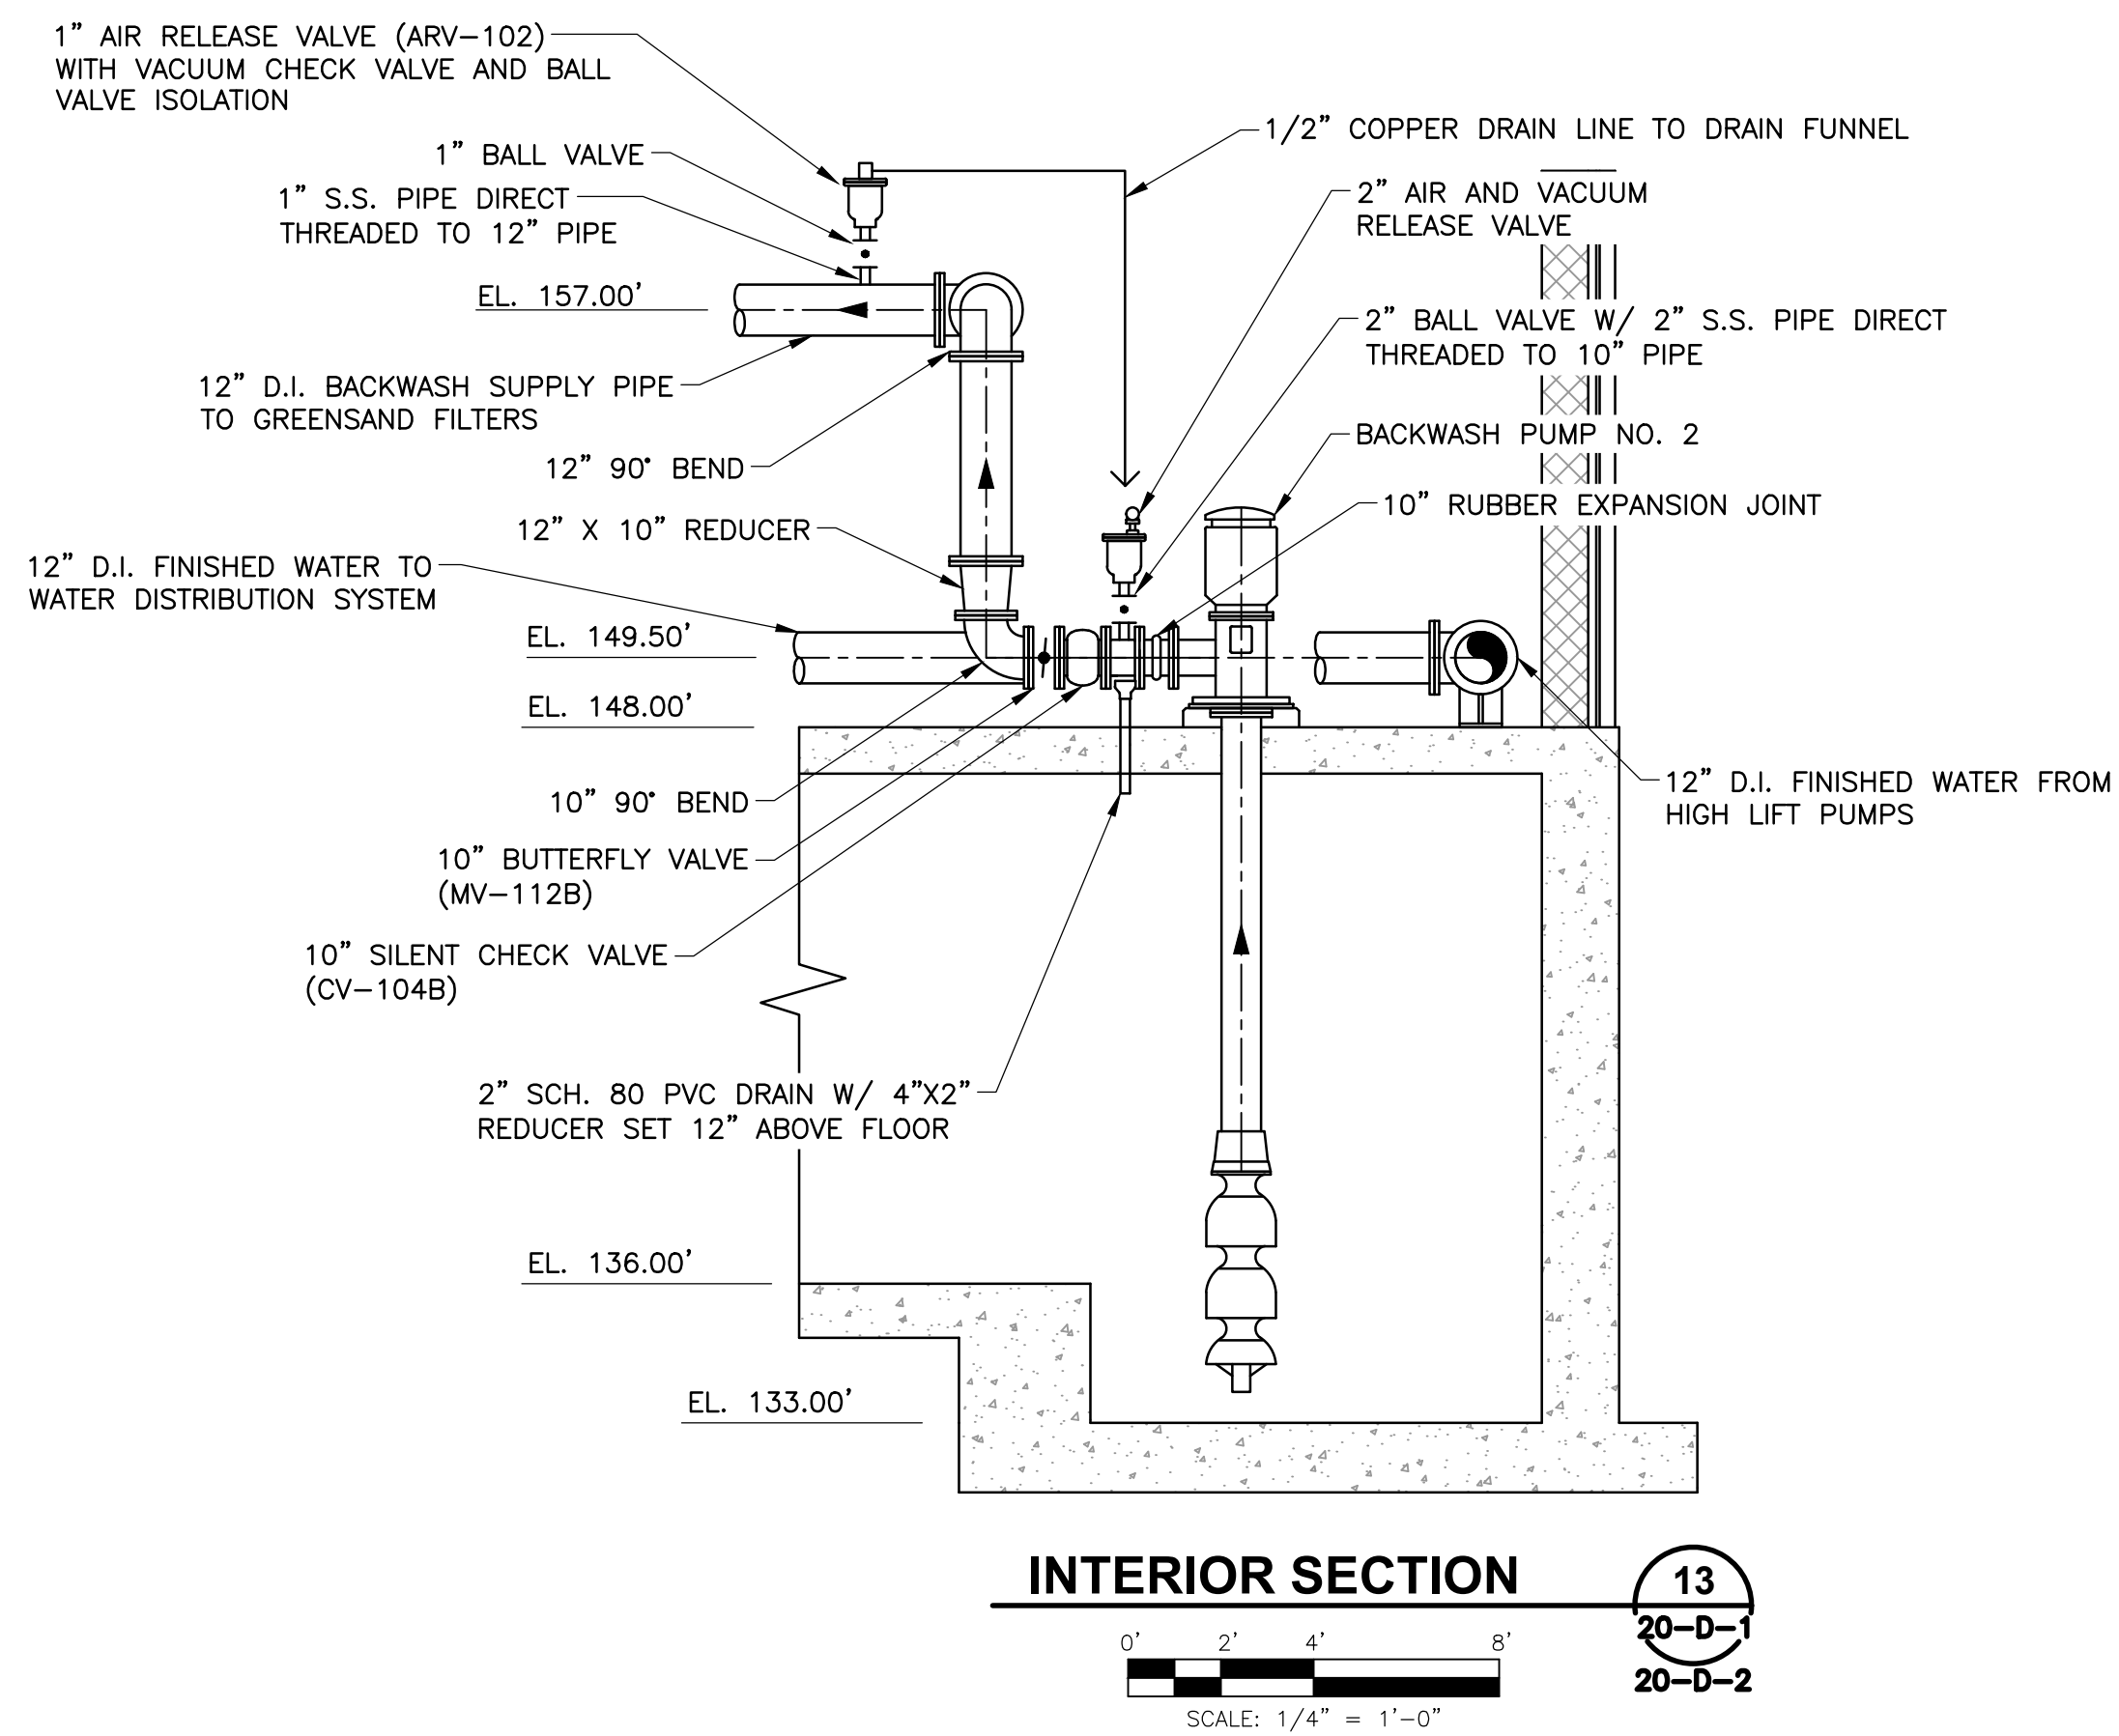 1" AIR RELEASE VALVE (ARV-102)
WITH VACUUM CHECK VALVE AND BALL
VALVE ISOLATION
1" BALL VALVE
1" S.S. PIPE DIRECT
THREADED TO 12" PIPE
EL. 157.00'
12" D.I. BACKWASH SUPPLY PIPE
TO GREENSAND FILTERS
12" 90° BEND
12" X 10" REDUCER
12" D.I. FINISHED WATER TO
WATER DISTRIBUTION SYSTEM
EL. 149.50'
EL. 148.00'
10" 90° BEND
10" BUTTERFLY VALVE
(MV-112B)
10" SILENT CHECK VALVE
(CV-104B)
2" SCH. 80 PVC DRAIN W/ 4"X2"
REDUCER SET 12" ABOVE FLOOR
EL. 136.00'
EL. 133.00'
1/2" COPPER DRAIN LINE TO DRAIN FUNNEL
2" AIR AND VACUUM
RELEASE VALVE
2" BALL VALVE W/ 2" S.S. PIPE DIRECT
THREADED TO 10" PIPE
BACKWASH PUMP NO. 2
10" RUBBER EXPANSION JOINT
12" D.I. FINISHED WATER FROM
HIGH LIFT PUMPS
INTERIOR SECTION
13
20-D-1
20-D-2
0' 2' 4' 8'
SCALE: 1/4" = 1'-0"